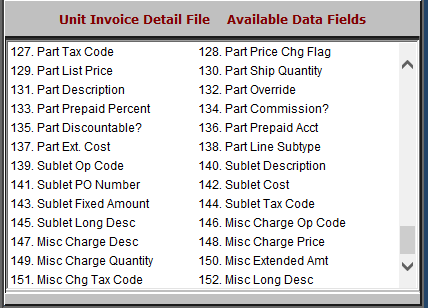 Unit Invoice Detail File    Available Data Fields
127. Part Tax Code    128. Part Price Chg Flag
129. Part List Price    130. Part Ship Quantity
131. Part Description    132. Part Override
133. Part Prepaid Percent    134. Part Commission?
135. Part Discountable?    136. Part Prepaid Acct
137. Part Ext. Cost    138. Part Line Subtype
139. Sublet Op Code    140. Sublet Description
141. Sublet PO Number    142. Sublet Cost
143. Sublet Fixed Amount    144. Sublet Tax Code
145. Sublet Long Desc    146. Misc Charge Op Code
147. Misc Charge Desc    148. Misc Charge Price
149. Misc Charge Quantity    150. Misc Extended Amt
151. Misc Chg Tax Code    152. Misc Long Desc